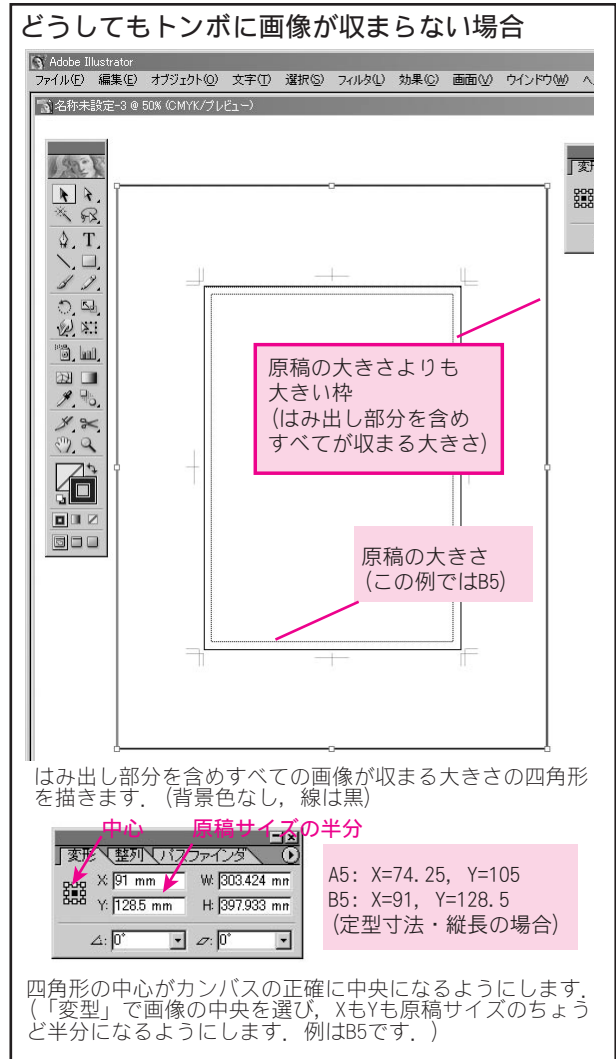 どうしてもトンボに画像が収まらない場合
Adobe Illustrator
ファイル(F) 編集(E) オブジェクト(O) 文字(T) 選択(S) フィルタ(L) 効果(C) 画面(V) ウインドウ(W) ヘ
名称未設定-3 @ 50% (CMYK/プレビュー)
変形
T
原稿の大きさよりも
大きい枠
(はみ出し部分を含め
すべてが収まる大きさ)
原稿の大きさ
(この例ではB5)
はみ出し部分を含めすべての画像が収まる大きさの四角形
を描きます. (背景色なし, 線は黒)
中心 原稿サイズの半分
変形 整列 パスファインダ
X: 91 mm W: 303.424 mm
Y: 128.5 mm H: 397.933 mm
0° 0°
A5: X=74.25, Y=105
B5: X=91, Y=128.5
(定型寸法・縦長の場合)
四角形の中心がカンバスの正確に中央になるようにします.
(「変型」で画像の中央を選び, XもYも原稿サイズのちょう
ど半分になるようにします. 例はB5です. )